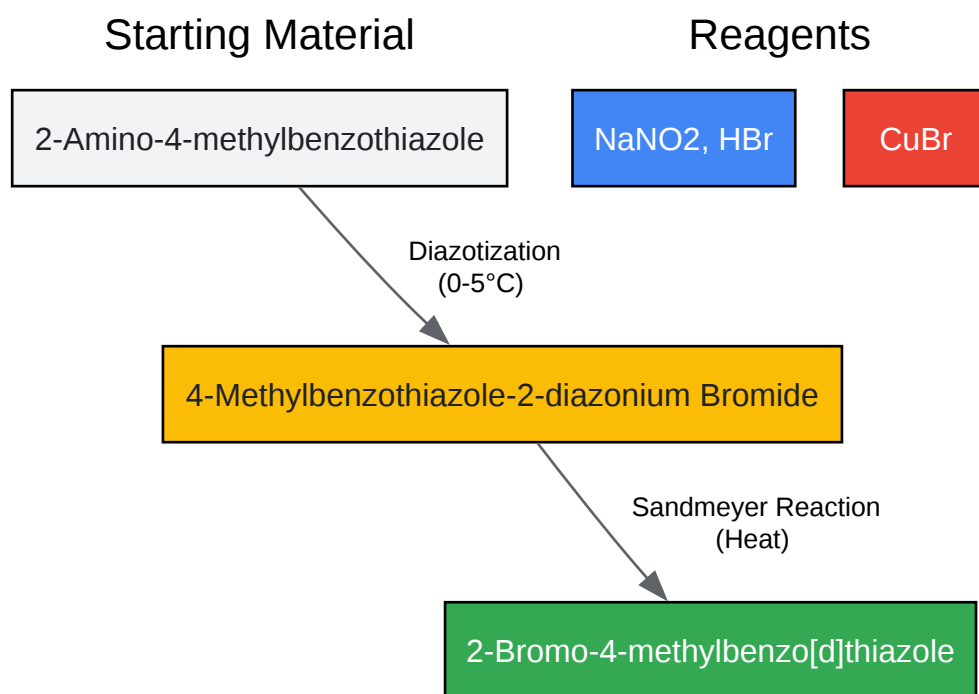 Starting Material
Reagents
2-Amino-4-methylbenzothiazole
NaNO2, HBr
CuBr
Diazotization
(0-5°C)
4-Methylbenzothiazole-2-diazonium Bromide
Sandmeyer Reaction
(Heat)
2-Bromo-4-methylbenzo[d]thiazole